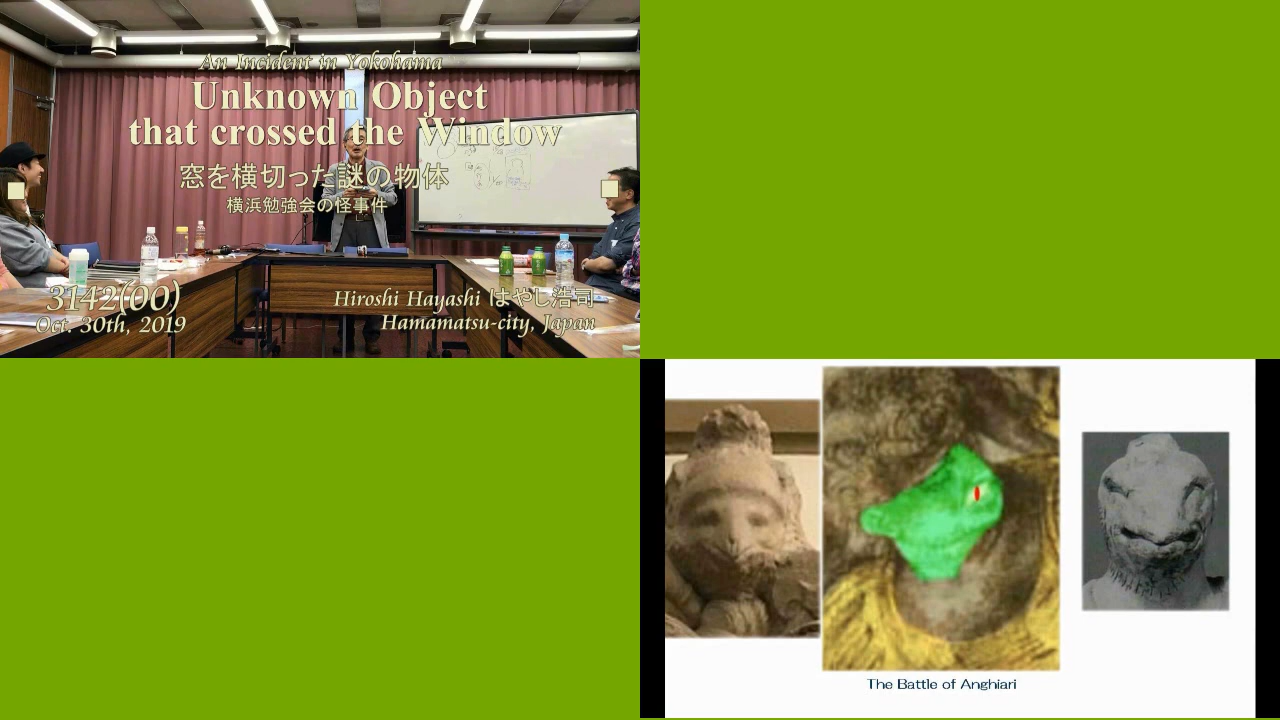 An Incident in Yokohama
Unknown Object
that crossed the Window
窓を横切った謎の物体
横浜勉強会の怪事件
3142(00)
Oct. 30th, 2019
Hiroshi Hayashi はやし浩司
Hamamatsu-city, Japan
The Battle of Anghiari